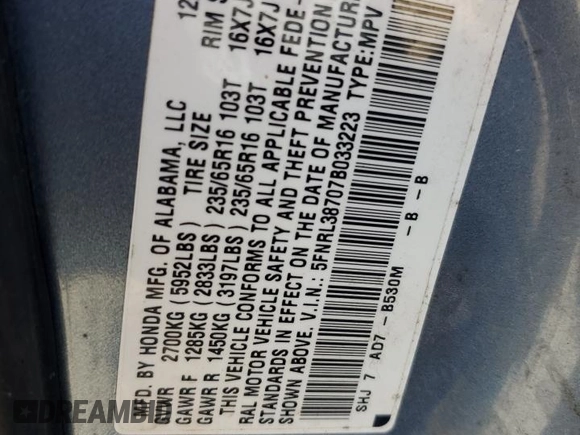 MFD. BY HONDA MFG. OF ALABAMA, LLC 12
GAWR 2700KG (5952LBS) TIRE SIZE RIM S
GAWR F 1285KG (2833LBS) 235/65R16 103T 16X7J
GAWR R 1450KG (3197LBS) 235/65R16 103T 16X7J
THIS VEHICLE CONFORMS TO ALL APPLICABLE FEDE-
RAL MOTOR VEHICLE SAFETY AND THEFT PREVENTION
STANDARDS IN EFFECT ON THE DATE OF MANUFACTUR
SHOWN ABOVE. V.I.N.: 5FNRL38707B033223 TYPE:MPV
SHJ 7 AD7 - B530M - B - B
DREAMBID